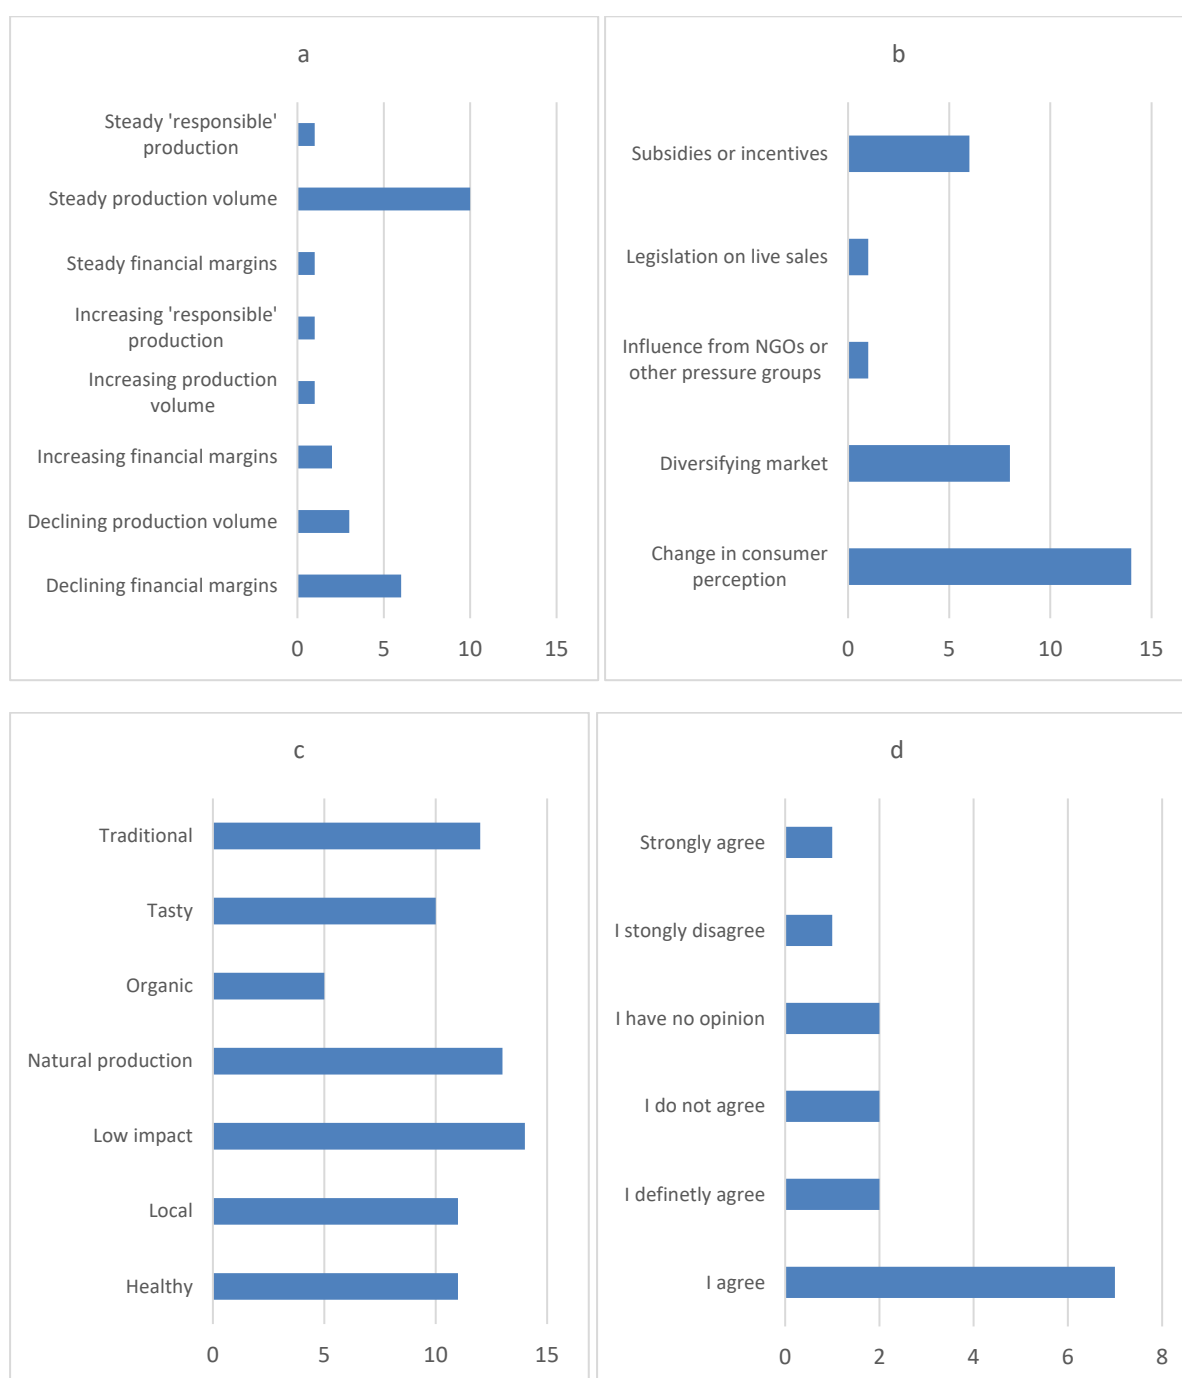 a
Steady 'responsible'
production
Steady production volume
Steady financial margins
Increasing 'responsible'
production
Increasing production
volume
Increasing financial margins
Declining production volume
Declining financial margins
0 5 10 15
b
Subsidies or incentives
Legislation on live sales
Influence from NGOs or
other pressure groups
Diversifying market
Change in consumer
perception
0 5 10 15
c
Traditional
Tasty
Organic
Natural production
Low impact
Local
Healthy
0 5 10 15
d
Strongly agree
I stongly disagree
I have no opinion
I do not agree
I definetly agree
I agree
0 2 4 6 8